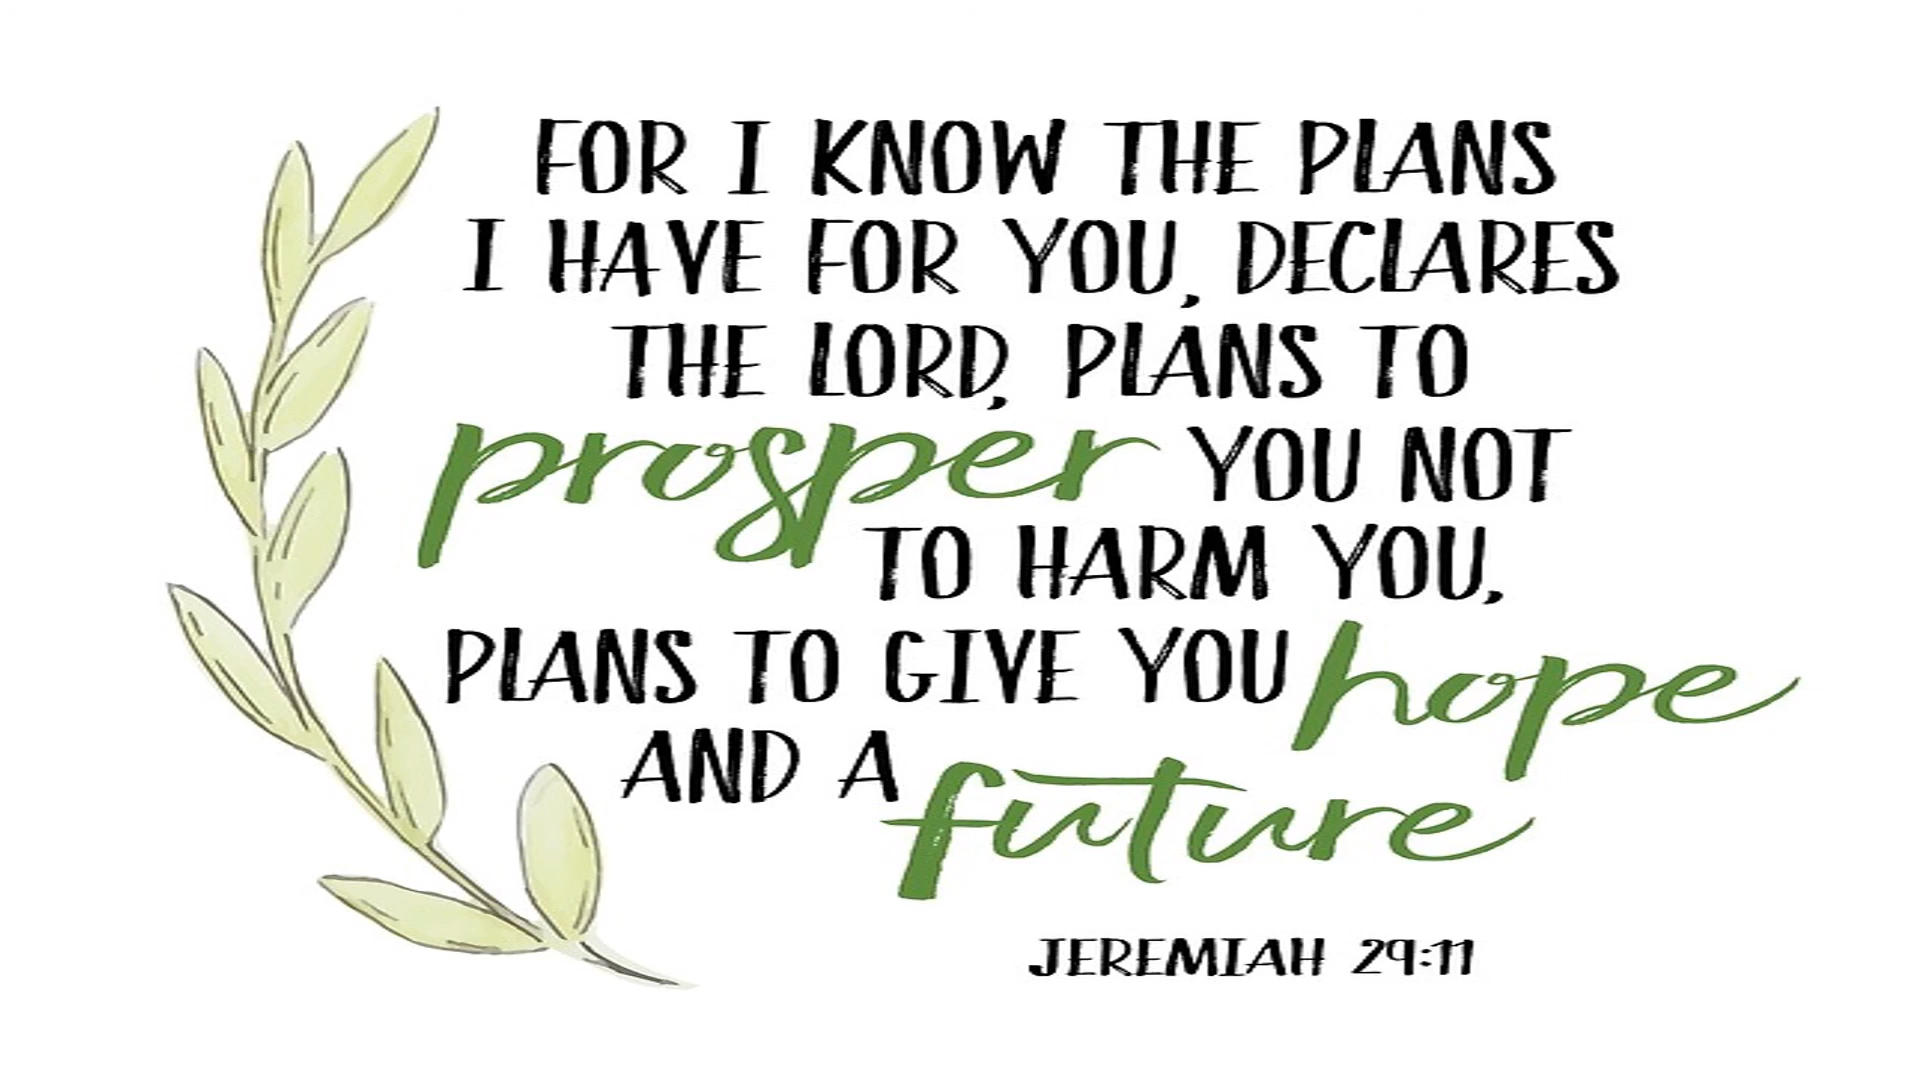 FOR I KNOW THE PLANS
I HAVE FOR YOU, DECLARES
THE LORD, PLANS TO
prosper YOU NOT
TO HARM YOU,
PLANS TO GIVE YOU hope
AND A future
JEREMIAH 29:11